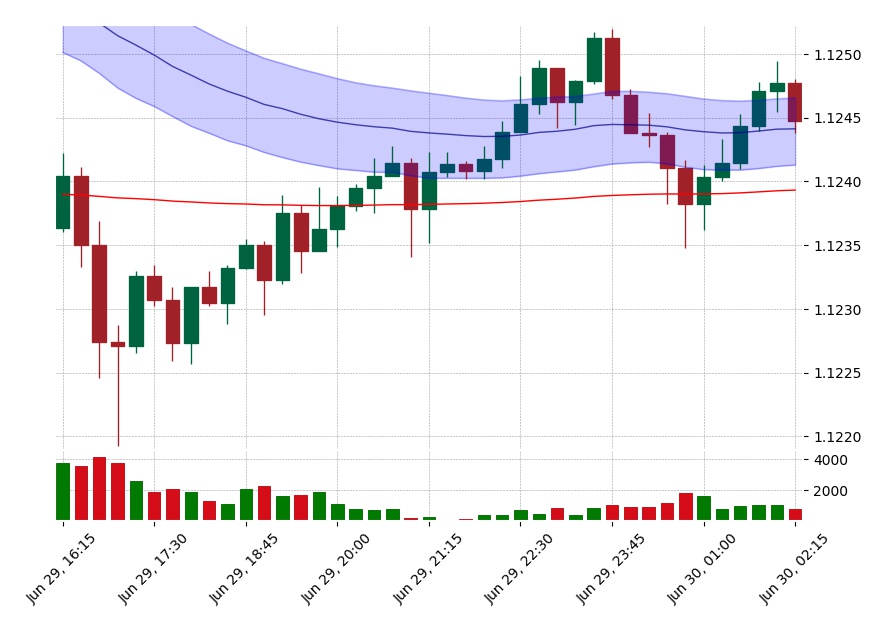 1.1250
1.1245
1.1240
1.1235
1.1230
1.1225
1.1220
4000
2000
Jun 29, 16:15
Jun 29, 17:30
Jun 29, 18:45
Jun 29, 20:00
Jun 29, 21:15
Jun 29, 22:30
Jun 29, 23:45
Jun 30, 01:00
Jun 30, 02:15